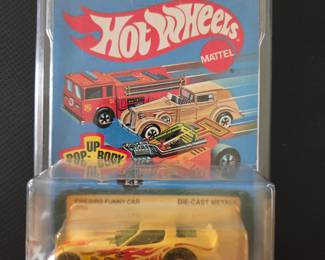 HOT WHEELS
MATTEL
UP
POP- BODY
FIREBIRD FUNNY CAR
DIE-CAST METAL